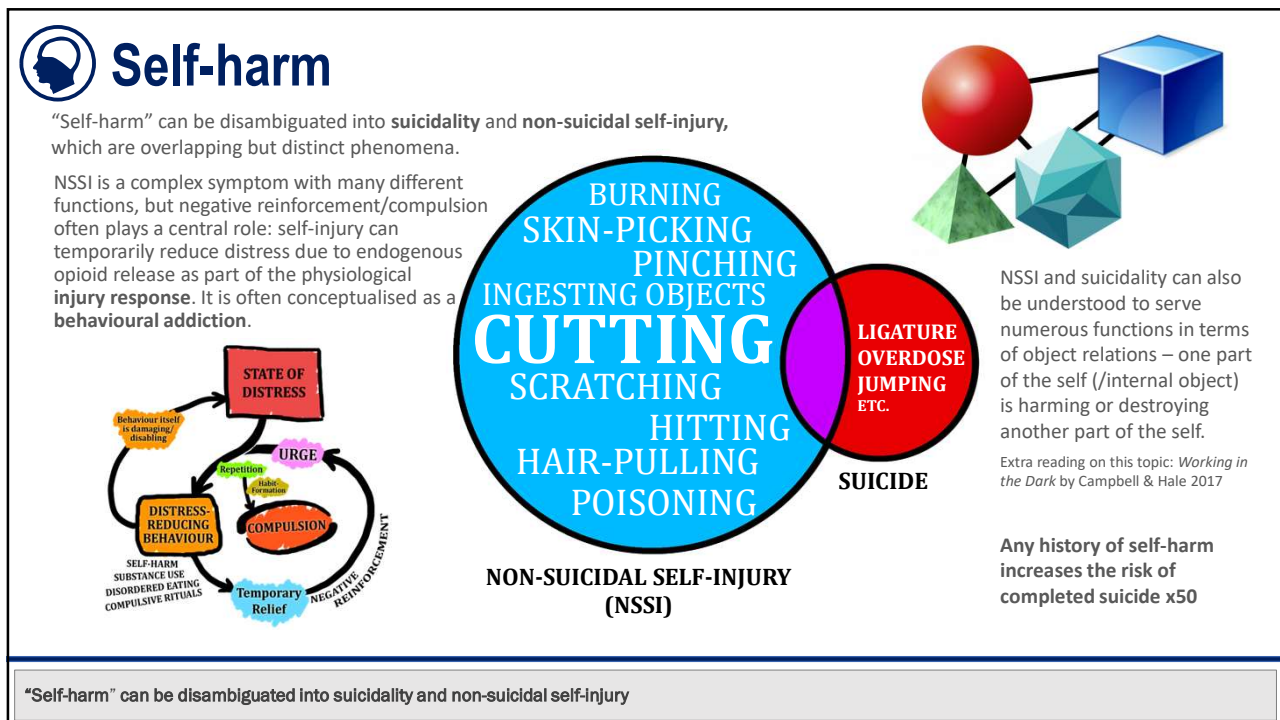 Self-harm
“Self-harm” can be disambiguated into suicidality and non-suicidal self-injury,
which are overlapping but distinct phenomena.
NSSI is a complex symptom with many different
functions, but negative reinforcement/compulsion
often plays a central role: self-injury can
temporarily reduce distress due to endogenous
opioid release as part of the physiological
injury response. It is often conceptualised as a
behavioural addiction.
STATE OF
DISTRESS
Behaviour itself
is damaging/
disabling
URGE
Repetition
Habit-
Formation
DISTRESS-
REDUCING
BEHAVIOUR
COMPULSION
SELF-HARM
SUBSTANCE USE
DISORDERED EATING
COMPULSIVE RITUALS
Temporary
Relief
NEGATIVE
REINFORCEMENT
BURNING
SKIN-PICKING
PINCHING
INGESTING OBJECTS
CUTTING
SCRATCHING
HITTING
HAIR-PULLING
POISONING
NON-SUICIDAL SELF-INJURY
(NSSI)
LIGATURE
OVERDOSE
JUMPING
ETC.
SUICIDE
NSSI and suicidality can also
be understood to serve
numerous functions in terms
of object relations – one part
of the self (/internal object)
is harming or destroying
another part of the self.
Extra reading on this topic: Working in
the Dark by Campbell & Hale 2017
Any history of self-harm
increases the risk of
completed suicide x50
“Self-harm” can be disambiguated into suicidality and non-suicidal self-injury